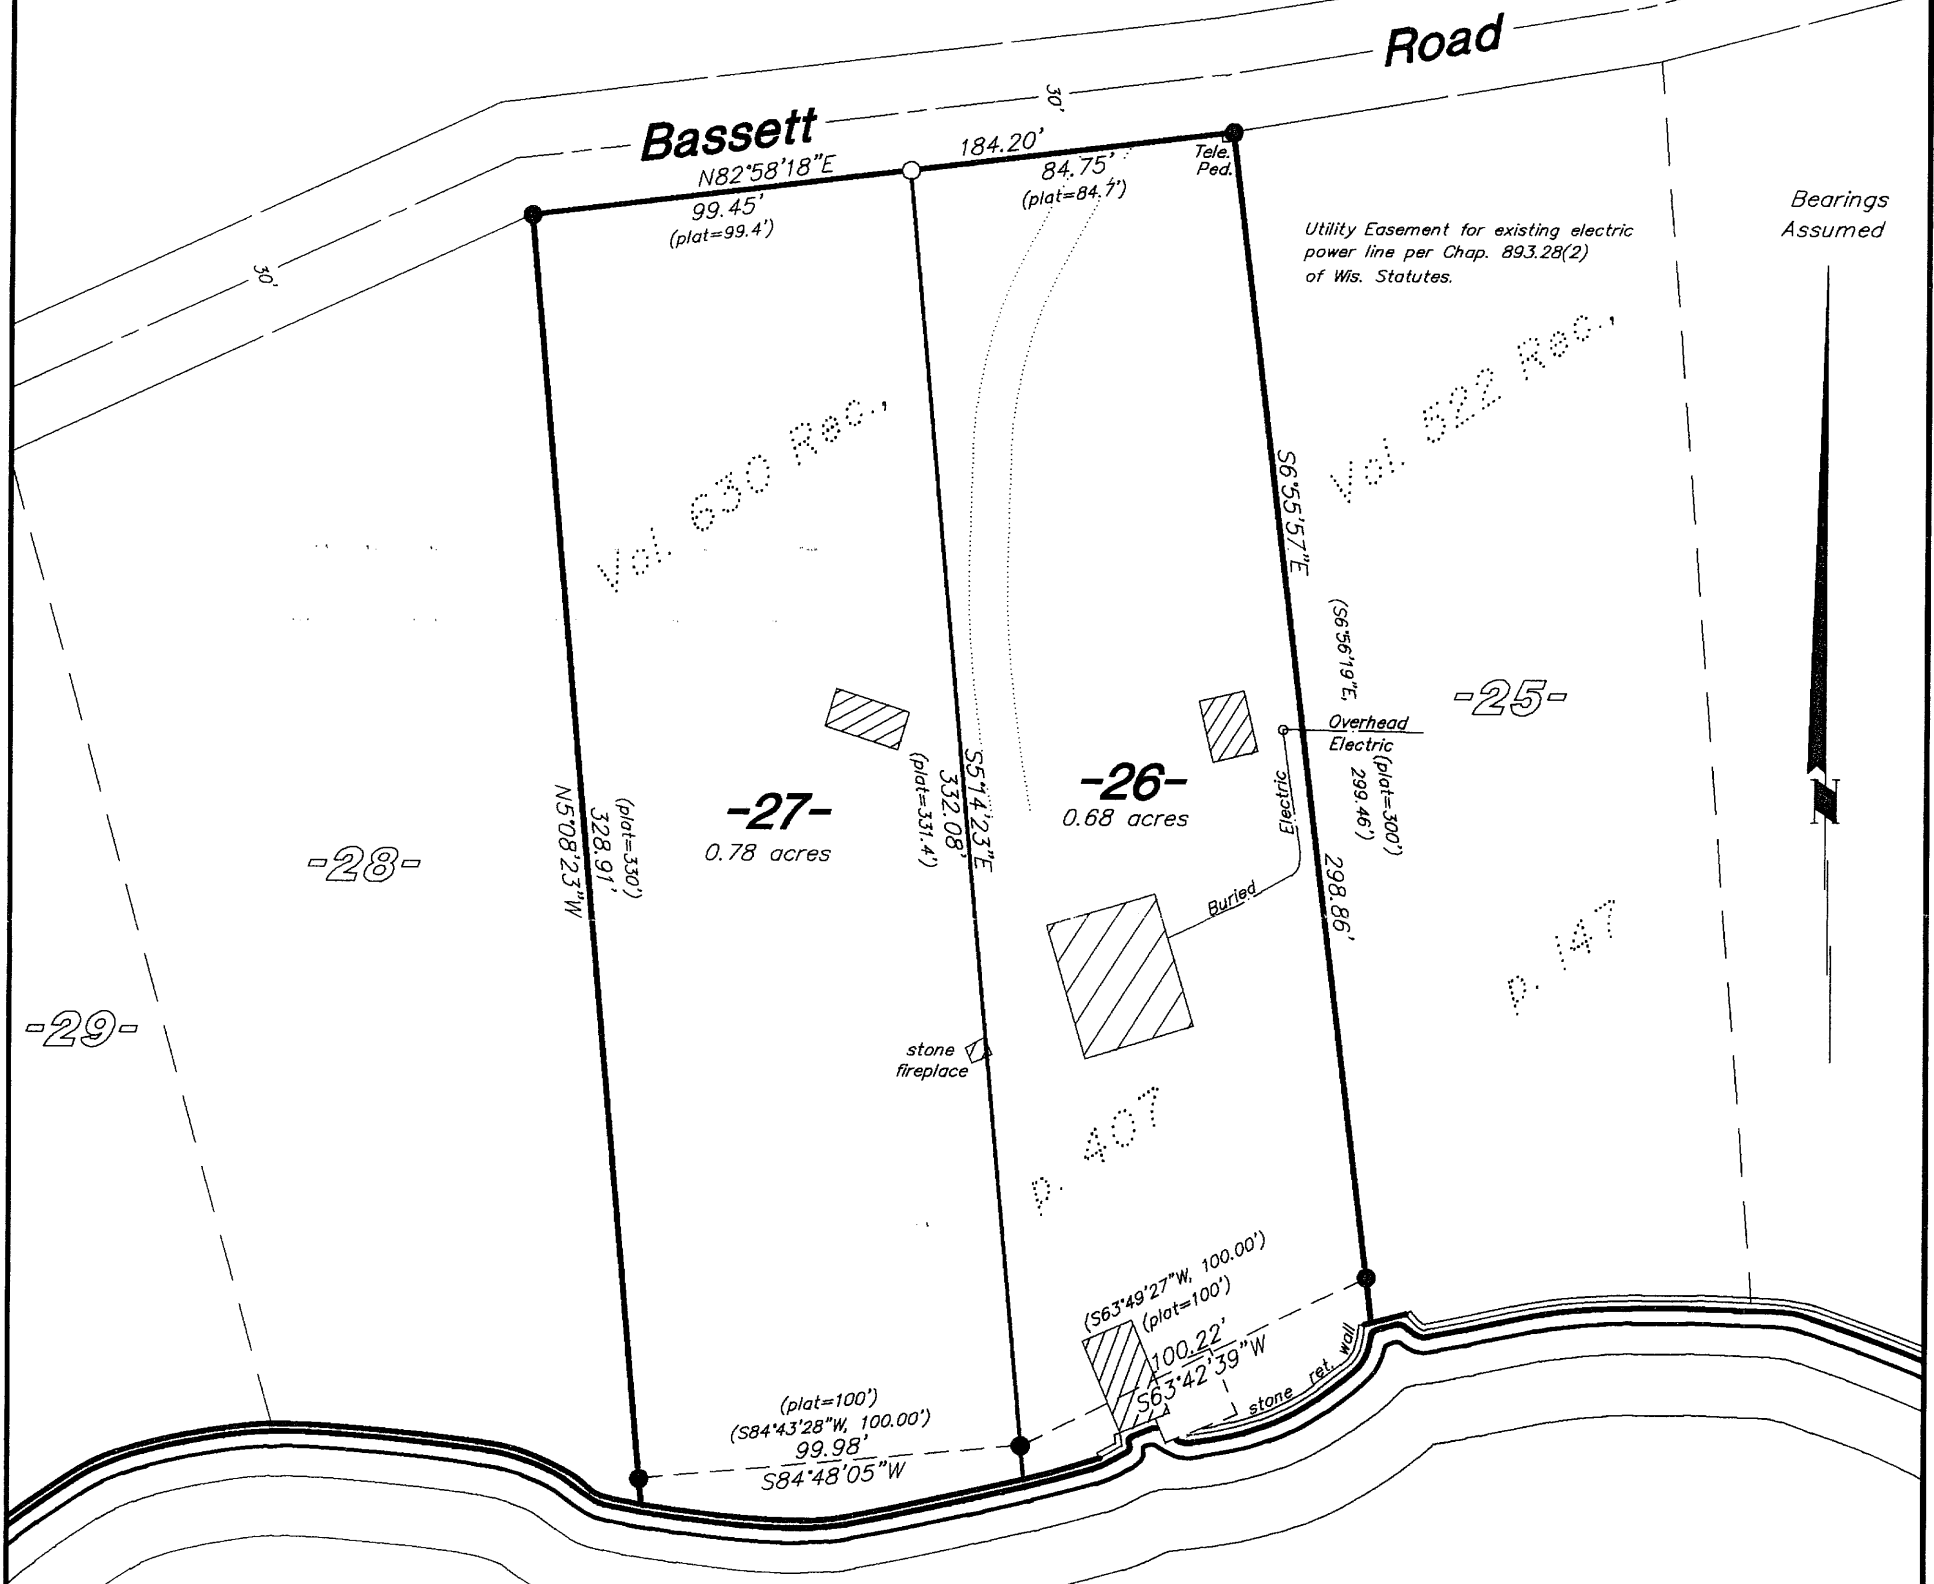 Road
Bassett
30'
30'
184.20'
N82°58'18"E
99.45'
(plat=99.4')
84.75'
(plat=84.7')
Tele.
Ped.
Bearings
Assumed
Utility Easement for existing electric
power line per Chap. 893.28(2)
of Wis. Statutes.
Vol. 630 Rec.,
Vol. 522 Rec.,
S6°55'57"E
(S6°56'19"E,
299.46')
(plat=300')
298.86'
-25-
Overhead
Electric
Electric
Buried
-26-
0.68 acres
S5°14'23"E
332.08'
(plat=331.4')
-27-
0.78 acres
(plat=330')
328.91'
N5°08'23"W
-28-
-29-
N
p. 147
stone
fireplace
p. 407
(S63°49'27"W, 100.00')
(plat=100')
100.22'
S63°42'39"W
stone ret. wall
(plat=100')
(S84°43'28"W, 100.00')
99.98'
S84°48'05"W